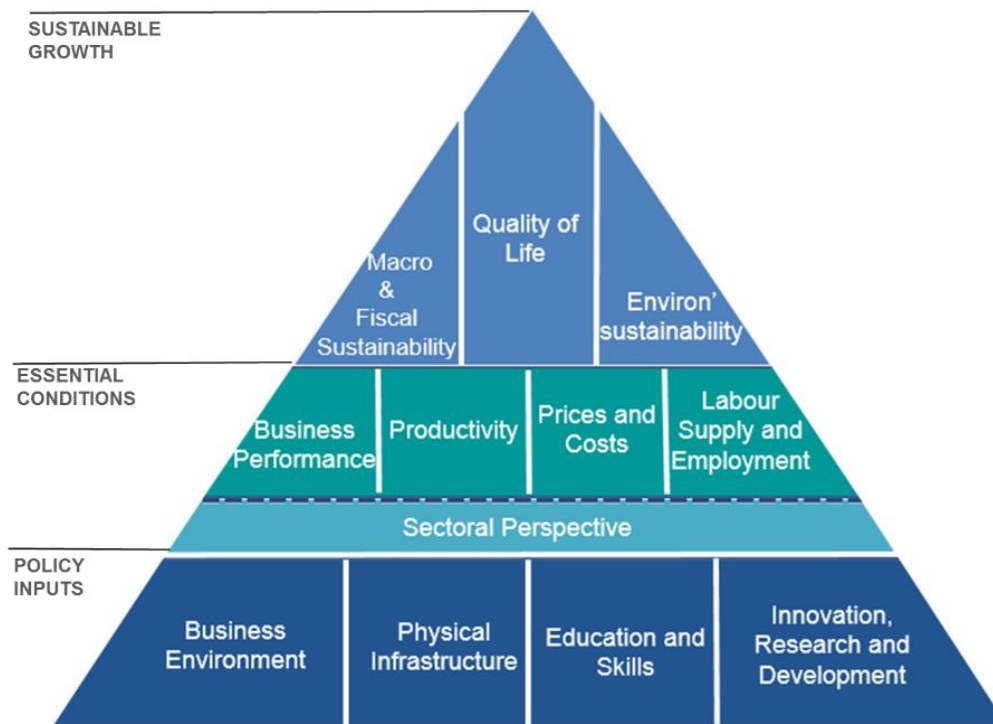 SUSTAINABLE
GROWTH
Quality of
Life
Macro
&
Fiscal
Sustainability
Environ’
sustainability
ESSENTIAL
CONDITIONS
Business
Performance
Productivity
Prices and
Costs
Labour
Supply and
Employment
Sectoral Perspective
POLICY
INPUTS
Business
Environment
Physical
Infrastructure
Education and
Skills
Innovation,
Research and
Development